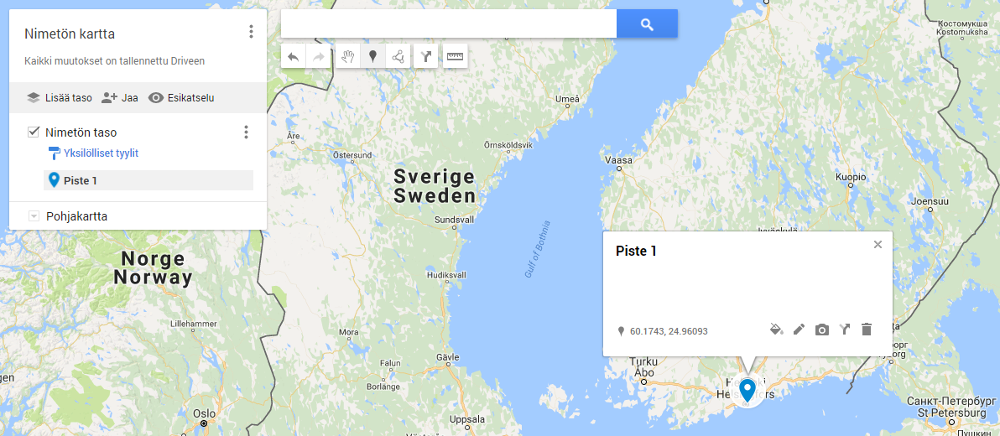 Nimetön kartta
Kaikki muutokset on tallennettu Driveen
Lisää taso
Jaa
Esikatselu
Nimetön taso
Yksilölliset tyylit
Piste 1
Pohjakartta
Костомукша
Kostomuksha
Umeå
Åre
Östersund
Örnsköldsvik
Vaasa
Sverige
Sweden
Kuopio
Joensuu
Sundsvall
Gulf of Bothnia
Norge
Norway
Hudiksvall
Piste 1
60.1743, 24.96093
Lillehammer
Mora
Turku
Åbo
Falun
Gävle
Borlänge
Oslo
Uppsala
Санкт-Петербург
St Petersburg
Пушкин